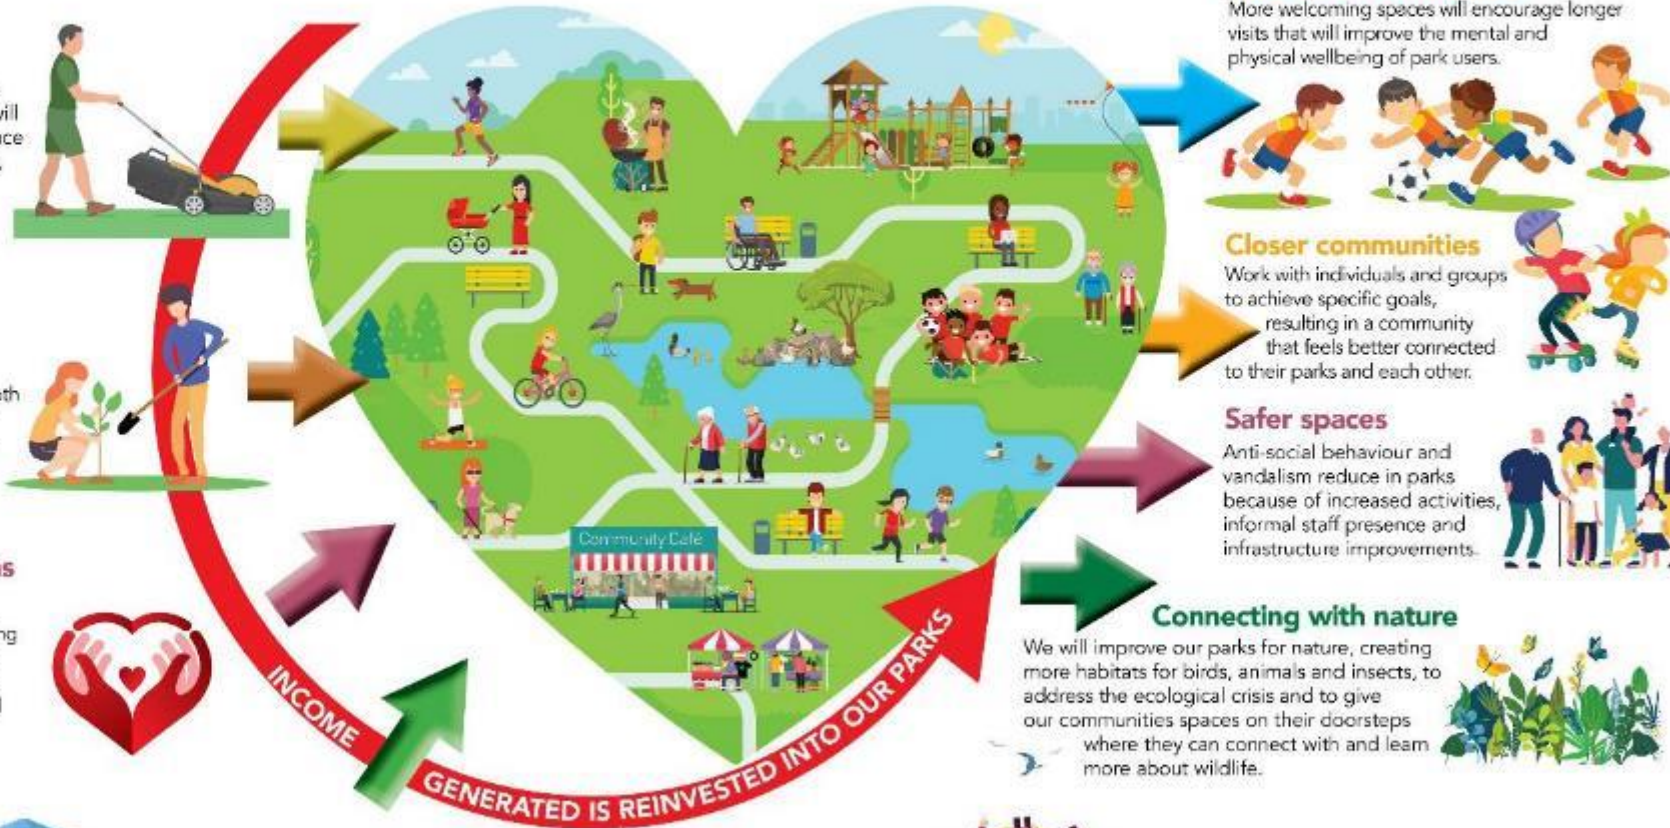 More welcoming spaces will encourage longer
visits that will improve the mental and
physical wellbeing of park users.
Closer communities
Work with individuals and groups
to achieve specific goals,
resulting in a community
that feels better connected
to their parks and each other.
Safer spaces
Anti-social behaviour and
vandalism reduce in parks
because of increased activities,
informal staff presence and
infrastructure improvements.
Community Café
Connecting with nature
We will improve our parks for nature, creating
more habitats for birds, animals and insects, to
address the ecological crisis and to give
our communities spaces on their doorsteps
where they can connect with and learn
more about wildlife.
INCOME GENERATED IS REINVESTED INTO OUR PARKS